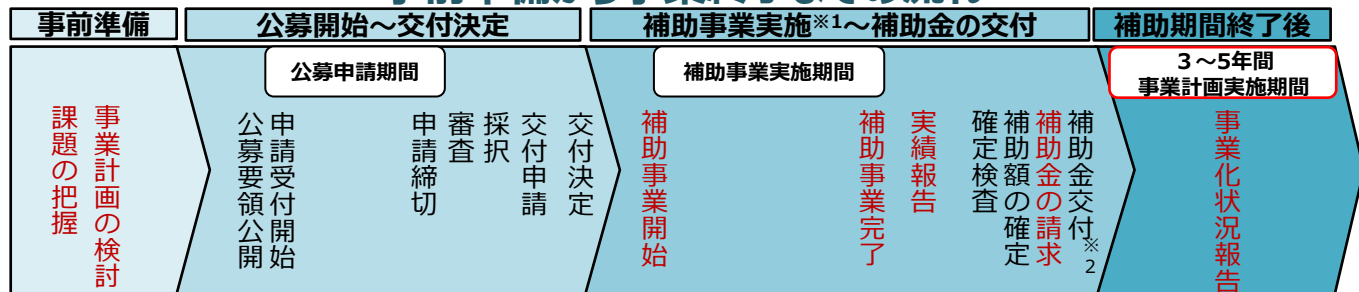 事前準備
公募開始～交付決定
補助事業実施※1～補助金の交付
補助期間終了後
公募申請期間
補助事業実施期間
３～5年間
事業計画実施期間
課題の把握
事業計画の検討
公募要領公開
申請受付開始
申請締切
審査
採択
交付申請
交付決定
補助事業開始
補助事業完了
実績報告
確定検査
補助額の確定
補助金の請求
補助金交付※2
事業化状況報告